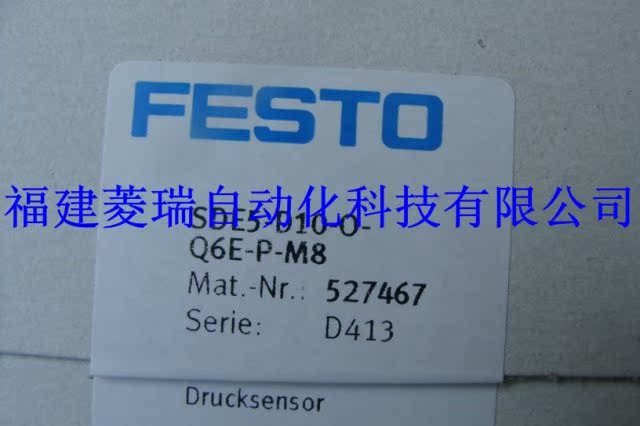 FESTO
福建菱瑞自动化科技有限公司
SDE5-D10-O-
Q6E-P-M8
Mat.-Nr.: 527467
Serie: D413
Drucksensor